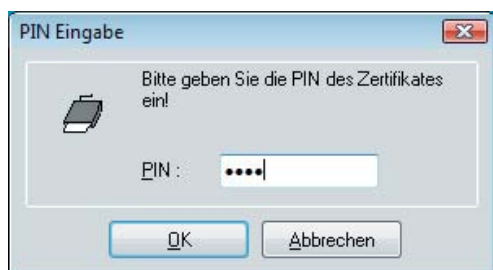 PIN Eingabe
Bitte geben Sie die PIN des Zertifikates
ein!
PIN : ••••
OK
Abbrechen